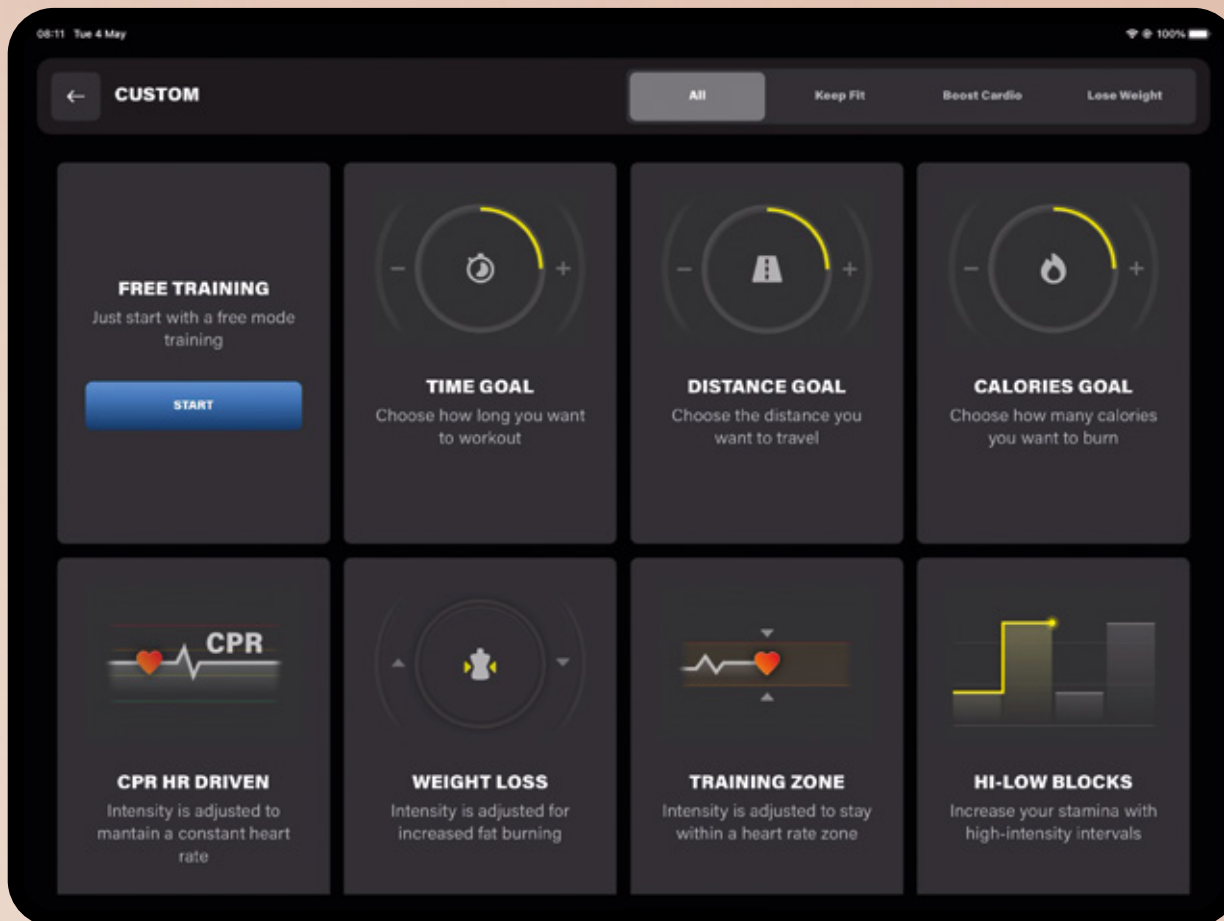 08:11 Tue 4 May
100%
CUSTOM
All
Keep Fit
Boost Cardio
Lose Weight
FREE TRAINING
Just start with a free mode
training
START
TIME GOAL
Choose how long you want
to workout
DISTANCE GOAL
Choose the distance you
want to travel
CALORIES GOAL
Choose how many calories
you want to burn
CPR
CPR HR DRIVEN
Intensity is adjusted to
mantain a constant heart
rate
WEIGHT LOSS
Intensity is adjusted for
increased fat burning
TRAINING ZONE
Intensity is adjusted to stay
within a heart rate zone
HI-LOW BLOCKS
Increase your stamina with
high-intensity intervals